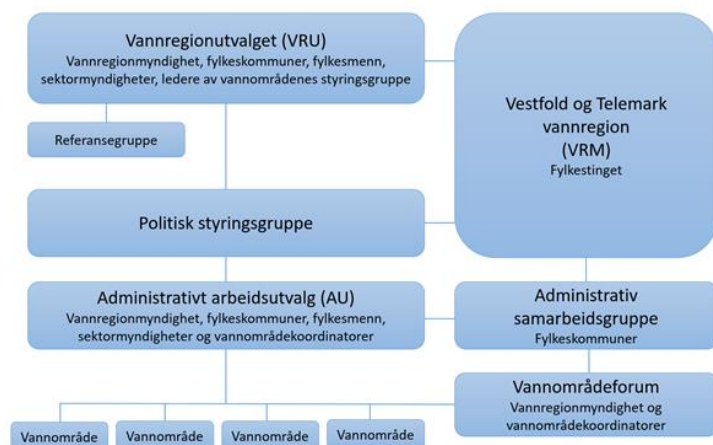 Vannregionutvalget (VRU)
Vannregionmyndighet, fylkeskommuner, fylkesmenn,
sektormyndigheter, ledere av vannområdenes styringsgruppe
Referansegruppe
Vestfold og Telemark
vannregion
(VRM)
Fylkestinget
Politisk styringsgruppe
Administrativt arbeidsutvalg (AU)
Vannregionmyndighet, fylkeskommuner, fylkesmenn,
sektormyndigheter og vannområdekoordinatorer
Administrativ
samarbeidsgruppe
Fylkeskommuner
Vannområdeforum
Vannregionmyndighet og
vannområdekoordinatorer
Vannområde
Vannområde
Vannområde
Vannområde